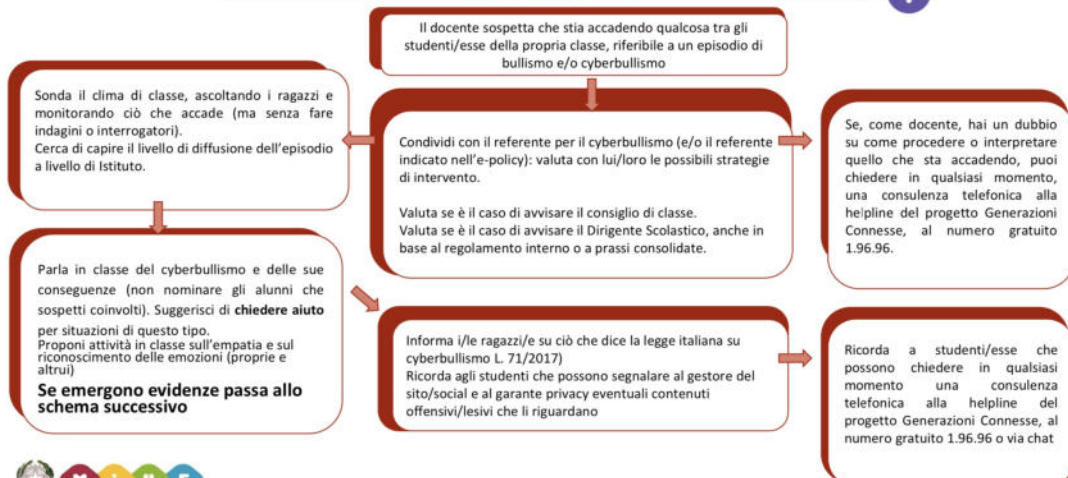 Il docente sospetta che stia accadendo qualcosa tra gli
studenti/esse della propria classe, riferibile a un episodio di
bullismo e/o cyberbullismo
Sonda il clima di classe, ascoltando i ragazzi e
monitorando ciò che accade (ma senza fare
indagini o interrogatori).
Cerca di capire il livello di diffusione dell'episodio
a livello di Istituto.
Condividi con il referente per il cyberbullismo (e/o il referente
indicato nell'e-policy): valuta con lui/loro le possibili strategie
di intervento.
Valuta se è il caso di avvisare il consiglio di classe.
Valuta se è il caso di avvisare il Dirigente Scolastico, anche in
base al regolamento interno o a prassi consolidate.
Se, come docente, hai un dubbio
su come procedere o interpretare
quello che sta accadendo, puoi
chiedere in qualsiasi momento,
una consulenza telefonica alla
helpline del progetto Generazioni
Connesse, al numero gratuito
1.96.96.
Parla in classe del cyberbullismo e delle sue
conseguenze (non nominare gli alunni che
sospetti coinvolti). Suggerisci di chiedere aiuto
per situazioni di questo tipo.
Proponi attività in classe sull'empatia e sul
riconoscimento delle emozioni (proprie e
altrui)
Se emergono evidenze passa allo
schema successivo
Informa i/le ragazzi/e su ciò che dice la legge italiana su
cyberbullismo L. 71/2017)
Ricorda agli studenti che possono segnalare al gestore del
sito/social e al garante privacy eventuali contenuti
offensivi/lesivi che li riguardano
Ricorda a studenti/esse che
possono chiedere in qualsiasi
momento una consulenza
telefonica alla helpline del
progetto Generazioni Connesse, al
numero gratuito 1.96.96 o via chat